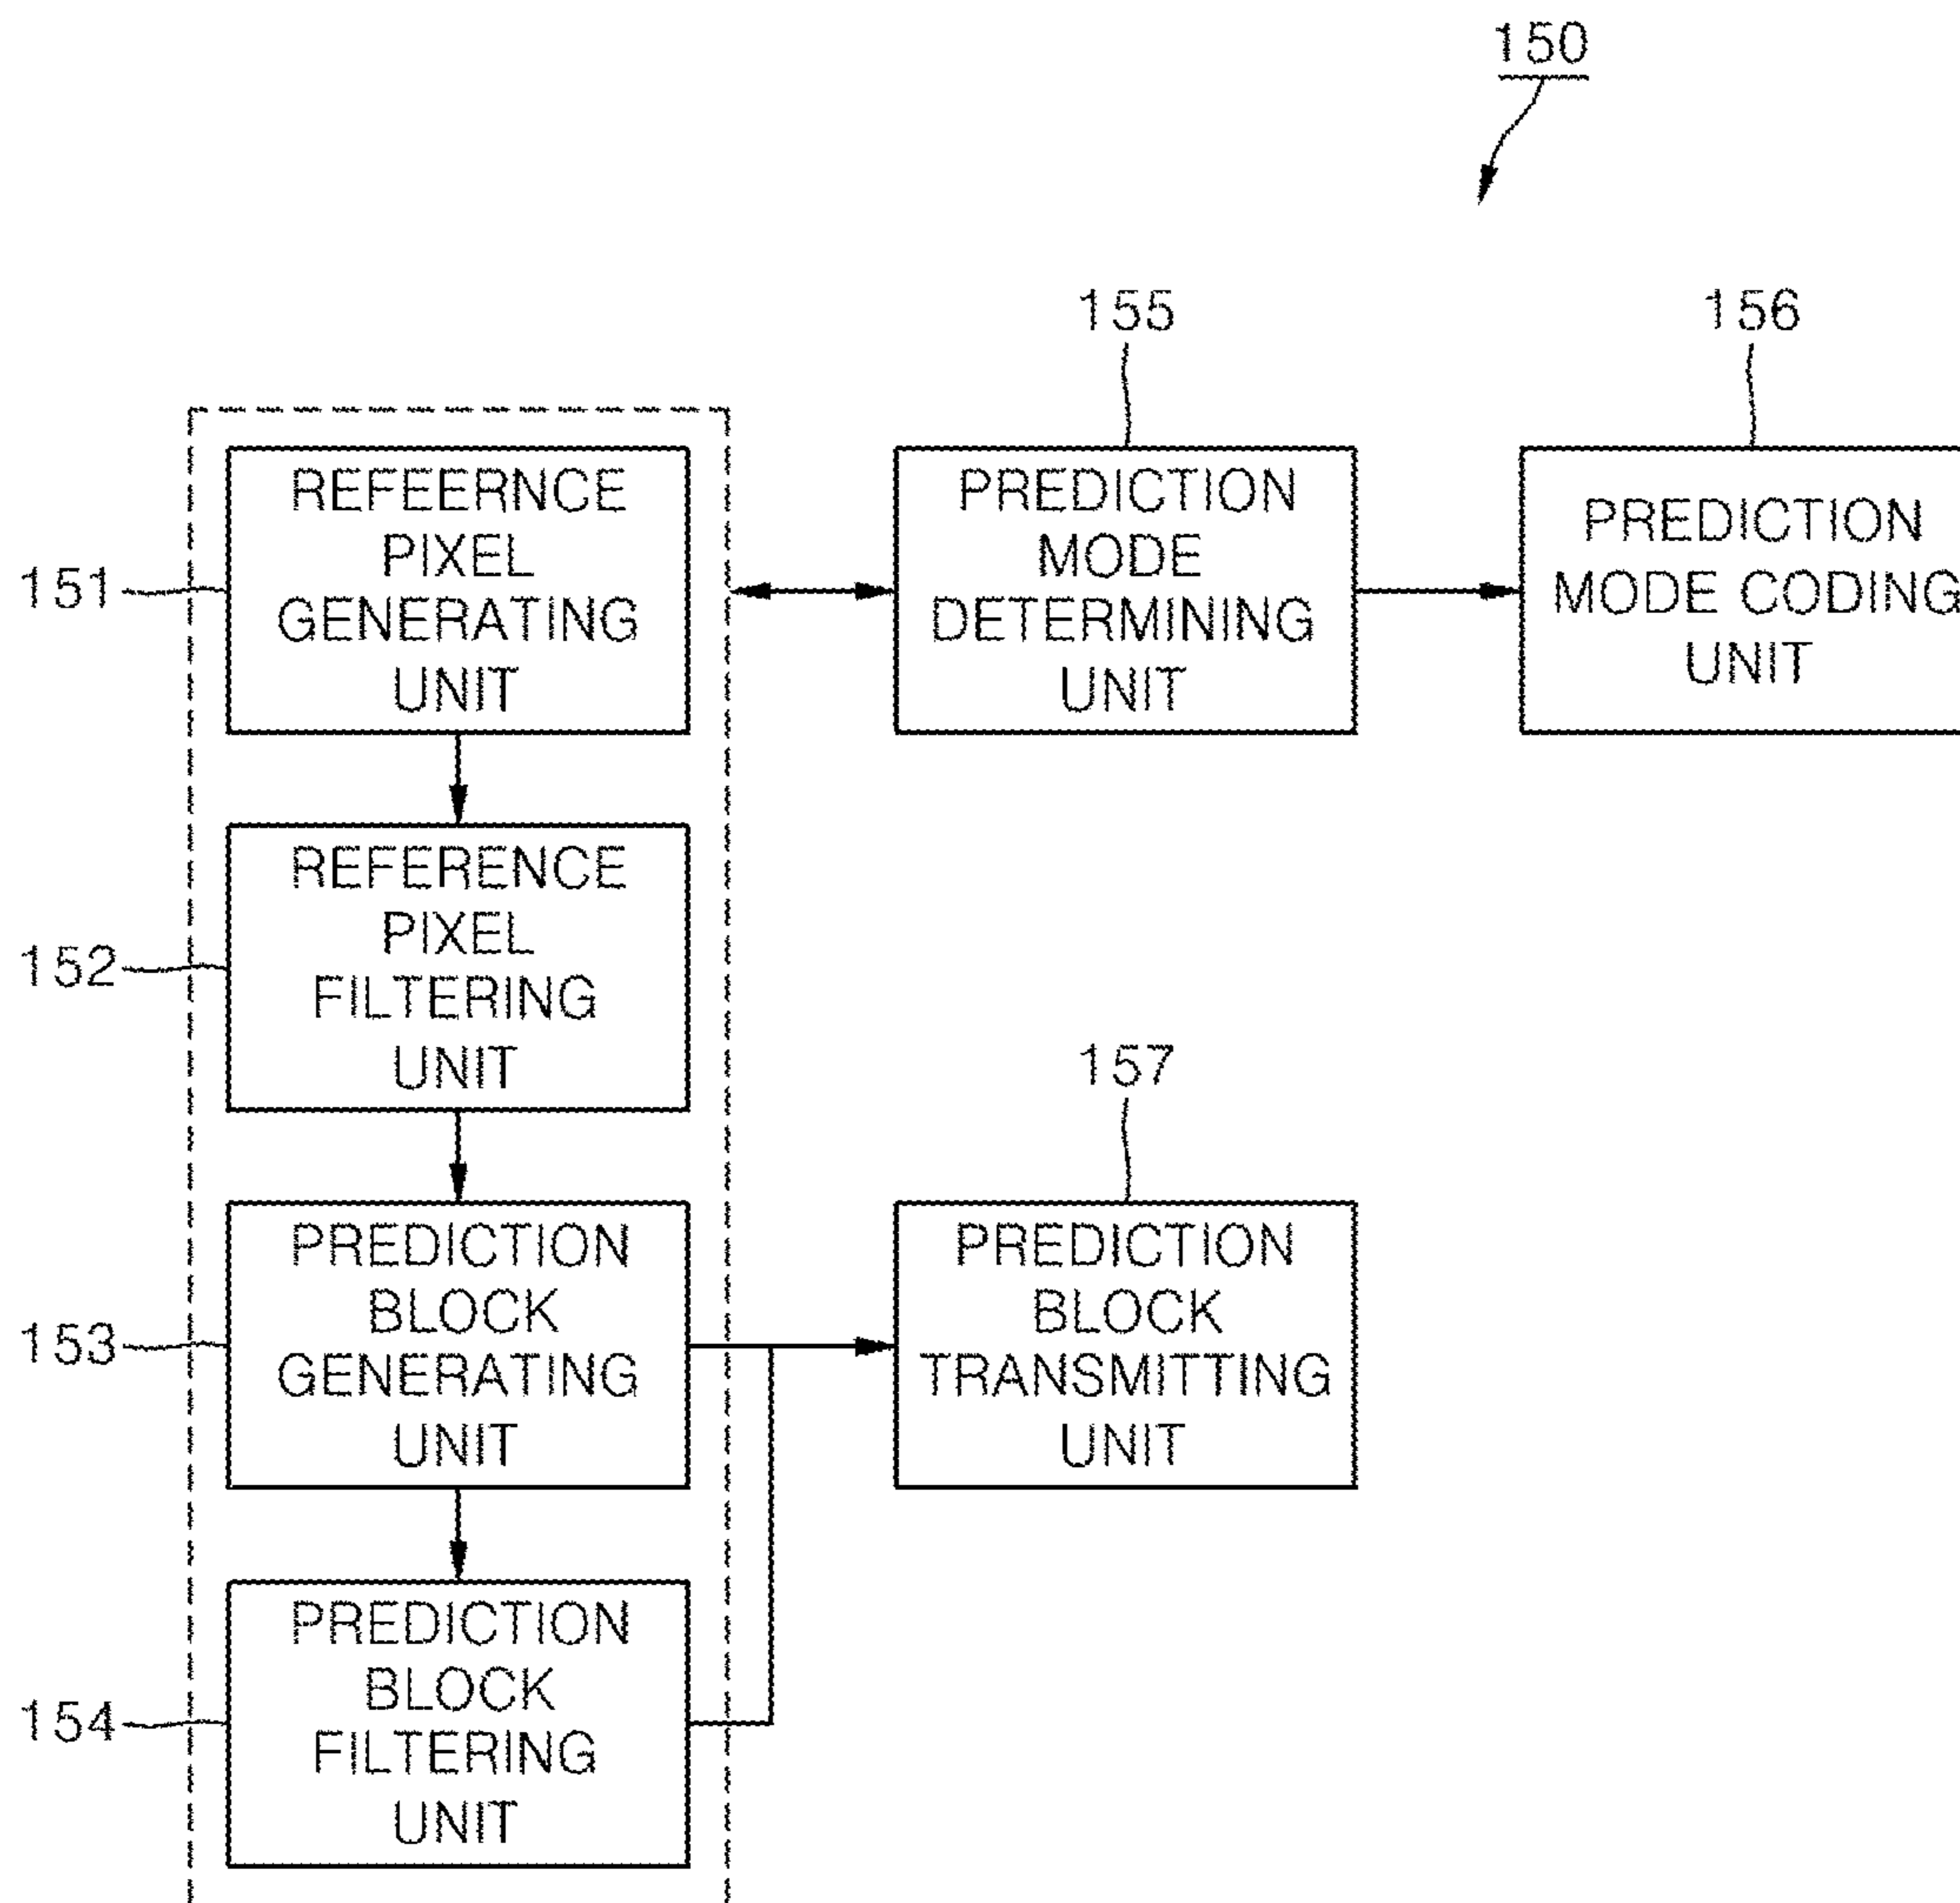 150
155
156
REFEERNCE
PIXEL
GENERATING
UNIT
151
PREDICTION
MODE
DETERMINING
UNIT
PREDICTION
MODE CODING
UNIT
REFERENCE
PIXEL
FILTERING
UNIT
152
157
PREDICTION
BLOCK
GENERATING
UNIT
153
PREDICTION
BLOCK
TRANSMITTING
UNIT
PREDICTION
BLOCK
FILTERING
UNIT
154